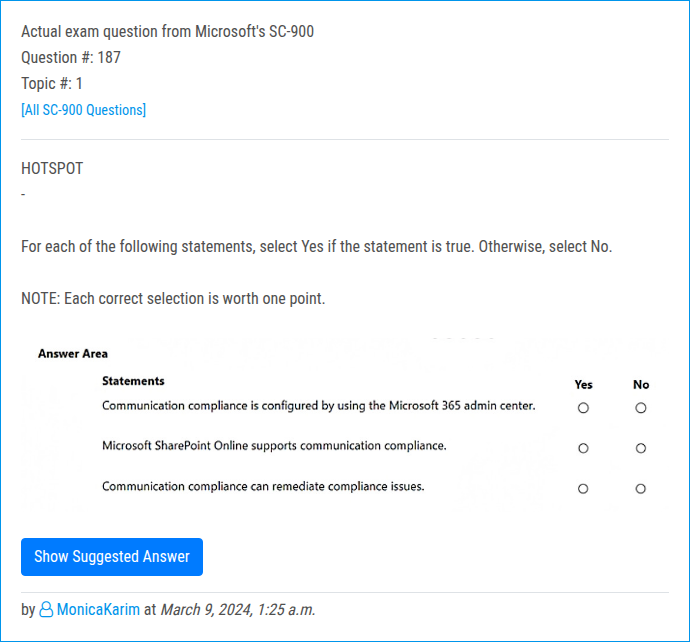 Actual exam question from Microsoft's SC-900
Question #: 187
Topic #: 1
[All SC-900 Questions]
HOTSPOT
-
For each of the following statements, select Yes if the statement is true. Otherwise, select No.
NOTE: Each correct selection is worth one point.
Answer Area
Statements Yes No
Communication compliance is configured by using the Microsoft 365 admin center.
Microsoft SharePoint Online supports communication compliance.
Communication compliance can remediate compliance issues.
Show Suggested Answer
by MonicaKarim at March 9, 2024, 1:25 a.m.